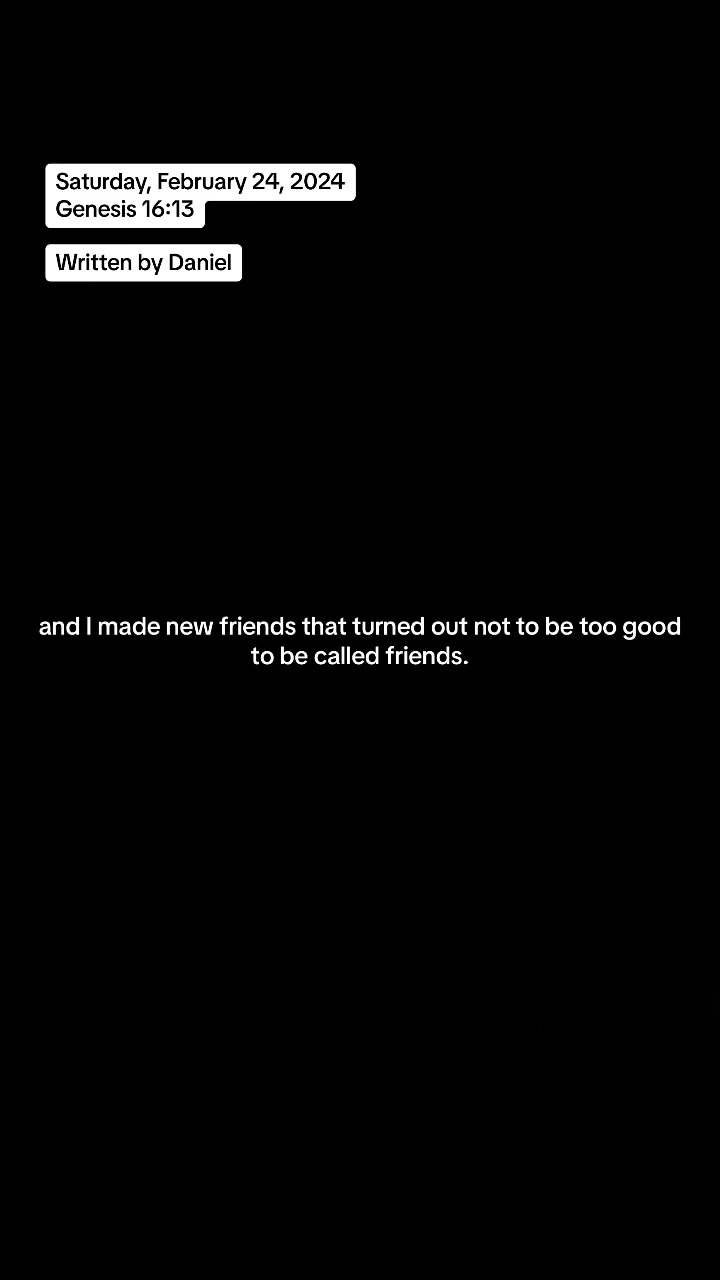 Saturday, February 24, 2024
Genesis 16:13
Written by Daniel
and I made new friends that turned out not to be too good
to be called friends.